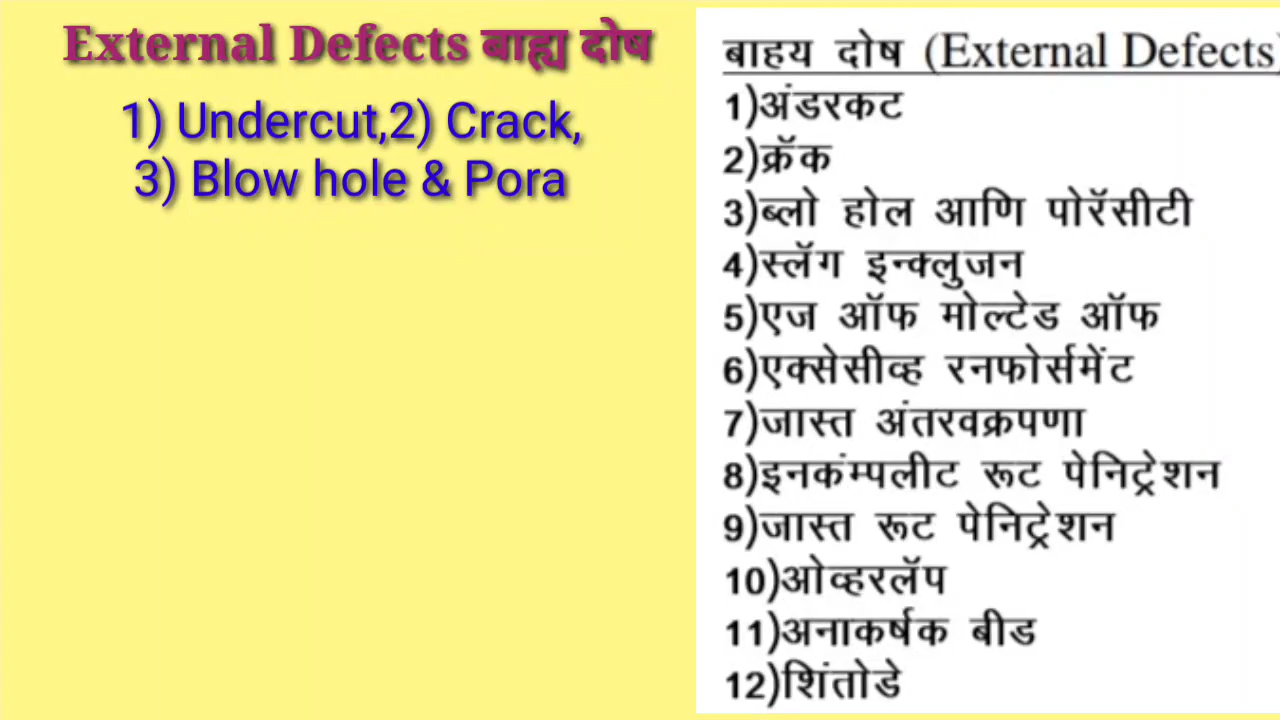 External Defects बाह्य दोष
1) Undercut,2) Crack,
3) Blow hole & Pora
बाहय दोष (External Defects)
1)अंडरकट
2)क्रॅक
3)ब्लो होल आणि पोरॅसीटी
4)स्लॅग इन्क्लुजन
5)एज ऑफ मोल्टेड ऑफ
6)एक्सेसीव्ह रनफोर्समेंट
7)जास्त अंतरवक्रपणा
8)इनकंम्पलीट रूट पेनिट्रेशन
9)जास्त रूट पेनिट्रेशन
10)ओव्हरलॅप
11)अनाकर्षक बीड
12)शिंतोडे